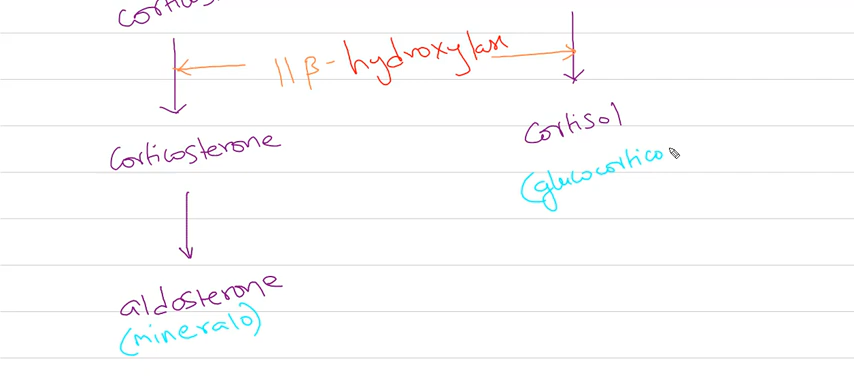 11β-hydroxylase
Corticosterone
Cortisol
(glucocortico
aldosterone
(mineralo)